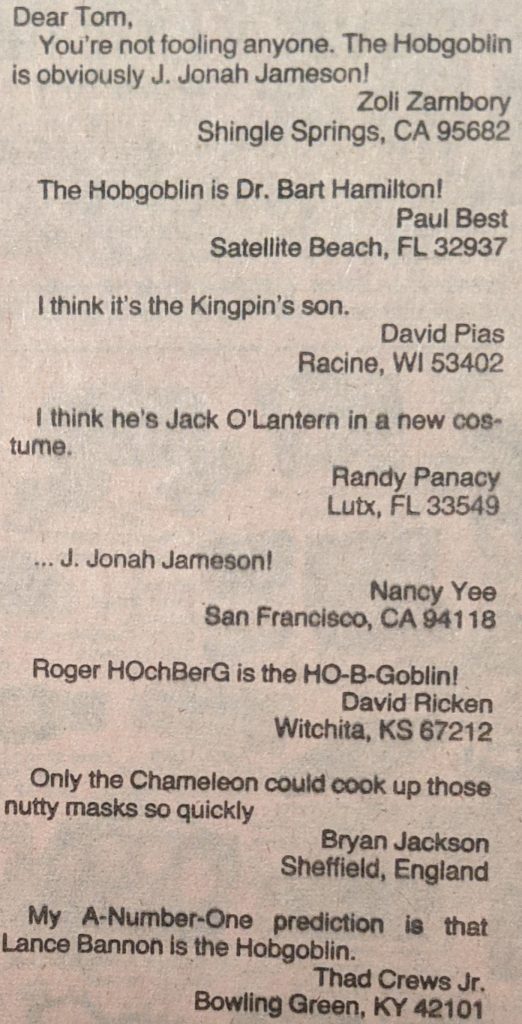 Dear Tom,
You're not fooling anyone. The Hobgoblin
is obviously J. Jonah Jameson!
Zoli Zambory
Shingle Springs, CA 95682
The Hobgoblin is Dr. Bart Hamilton!
Paul Best
Satellite Beach, FL 32937
I think it's the Kingpin's son.
David Pias
Racine, WI 53402
I think he's Jack O'Lantern in a new cos-
tume.
Randy Panacy
Lutx, FL 33549
... J. Jonah Jameson!
Nancy Yee
San Francisco, CA 94118
Roger HOchBerG is the HO-B-Goblin!
David Ricken
Witchita, KS 67212
Only the Chameleon could cook up those
nutty masks so quickly
Bryan Jackson
Sheffield, England
My A-Number-One prediction is that
Lance Bannon is the Hobgoblin.
Thad Crews Jr.
Bowling Green, KY 42101